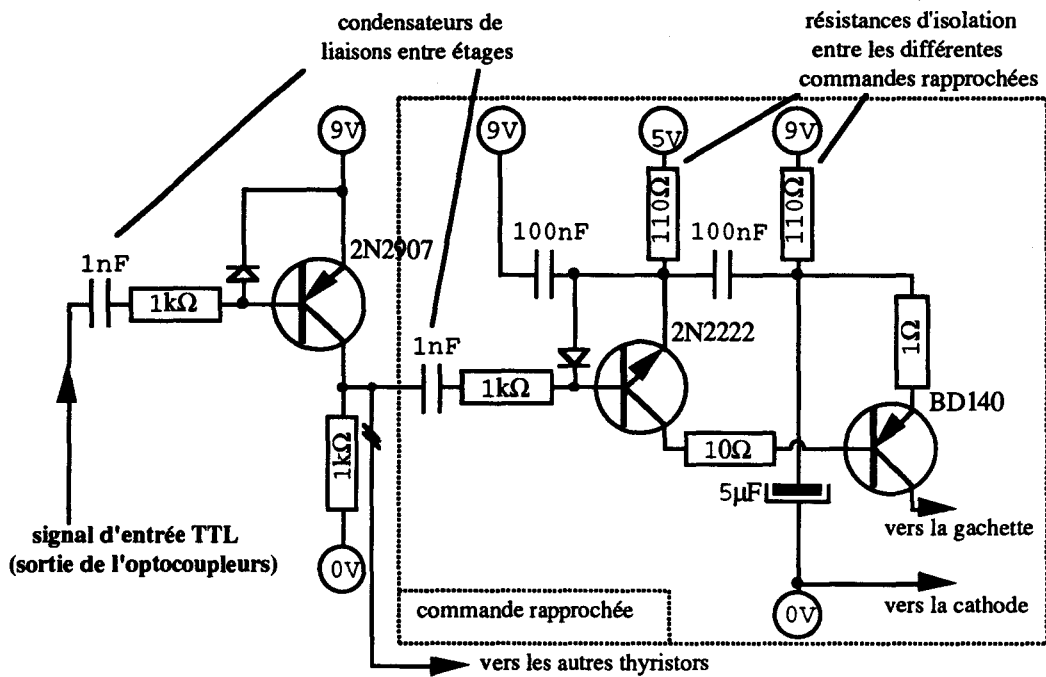 condensateurs de
liaisons entre étages
résistances d'isolation
entre les différentes
commandes rapprochées
9V
9V
5V
9V
110Ω
110Ω
100nF
100nF
2N2907
1nF
1kΩ
1nF
2N2222
1Ω
1kΩ
BD140
1kΩ
10Ω
5µF
signal d'entrée TTL
(sortie de l'optocoupleurs)
vers la gachette
0V
commande rapprochée
0V
vers la cathode
vers les autres thyristors